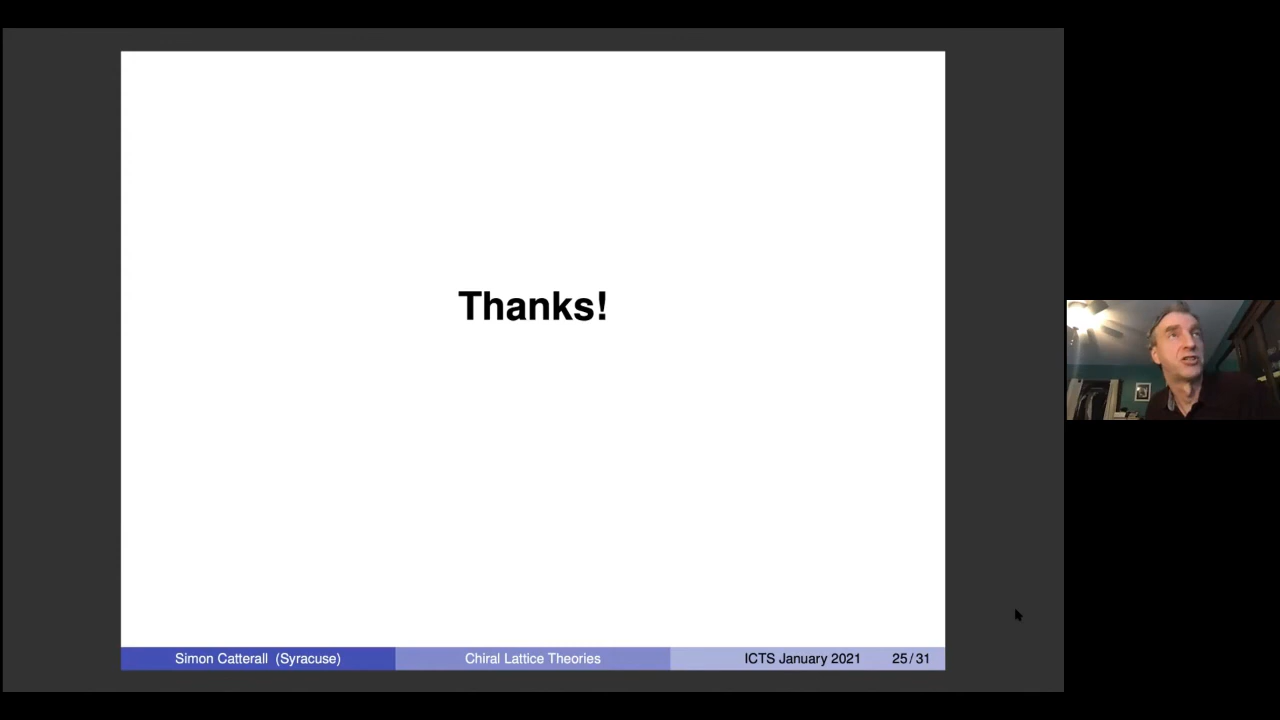 Thanks!
Simon Catterall (Syracuse)
Chiral Lattice Theories
ICTS January 2021
25/31